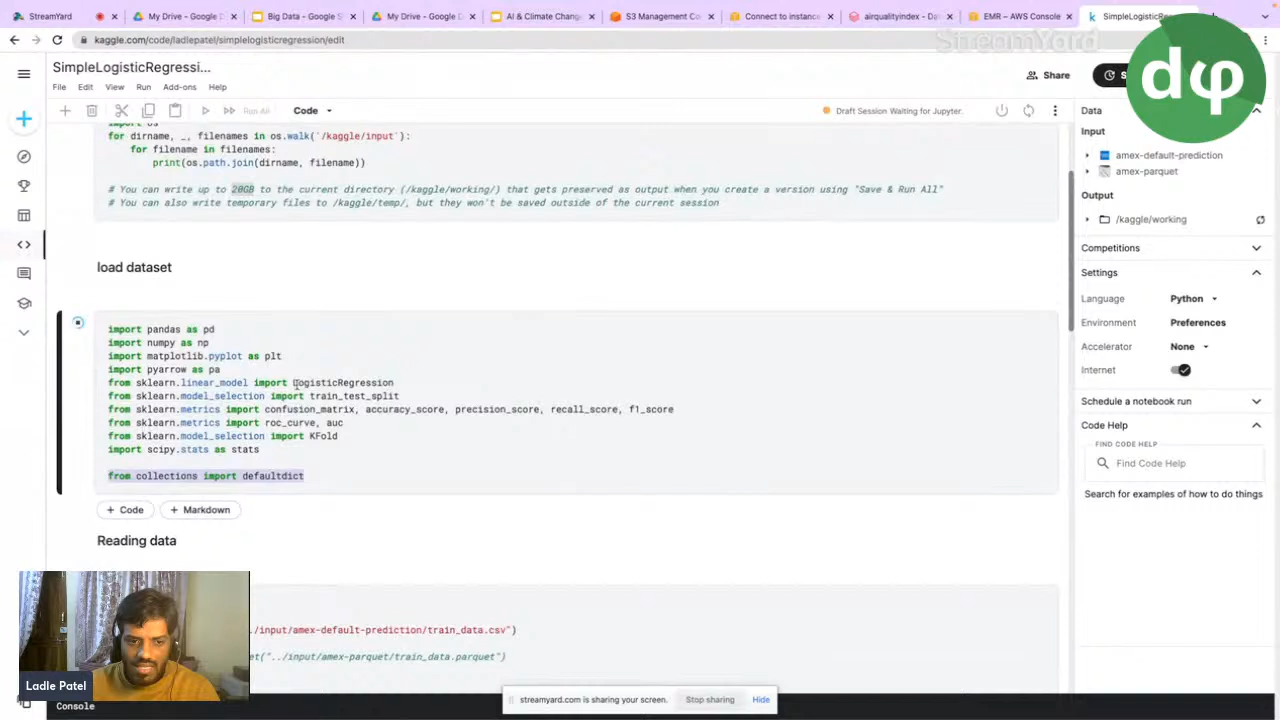 StreamYard
My Drive - Google D
Big Data - Google S
My Drive - Google D
AI & Climate Chang
S3 Management Co
Connect to instance
airqualityindex - Dat
EMR – AWS Console
SimpleLogisticRe
kaggle.com/code/ladlepatel/simplelogisticregression/edit
StreamYard
SimpleLogisticRegressi...
Share
dφ
File Edit View Run Add-ons Help
Run All
Code
Draft Session Waiting for Jupyter.
import os
for dirname, _, filenames in os.walk('/kaggle/input'):
for filename in filenames:
print(os.path.join(dirname, filename))
# You can write up to 20GB to the current directory (/kaggle/working/) that gets preserved as output when you create a version using "Save & Run All"
# You can also write temporary files to /kaggle/temp/, but they won't be saved outside of the current session
load dataset
import pandas as pd
import numpy as np
import matplotlib.pyplot as plt
import pyarrow as pa
from sklearn.linear_model import LogisticRegression
from sklearn.model_selection import train_test_split
from sklearn.metrics import confusion_matrix, accuracy_score, precision_score, recall_score, f1_score
from sklearn.metrics import roc_curve, auc
from sklearn.model_selection import KFold
import scipy.stats as stats
from collections import defaultdict
+ Code
+ Markdown
Reading data
./input/amex-default-prediction/train_data.csv")
et("../input/amex-parquet/train_data.parquet")
Data
Input
amex-default-prediction
amex-parquet
Output
/kaggle/working
Competitions
Settings
Language Python
Environment Preferences
Accelerator None
Internet
Schedule a notebook run
Code Help
FIND CODE HELP
Find Code Help
Search for examples of how to do things
Ladle Patel
Console
streamyard.com is sharing your screen.
Stop sharing
Hide